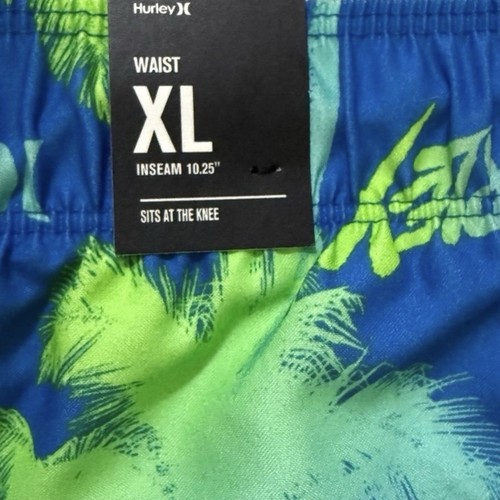 Hurley
WAIST
XL
INSEAM 10.25"
SITS AT THE KNEE